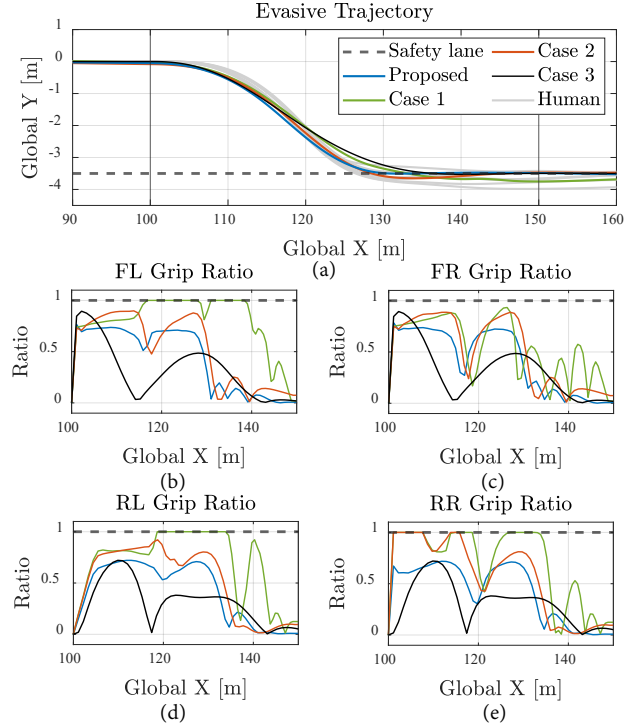 Evasive Trajectory
Safety lane
Proposed
Case 1
Case 2
Case 3
Human
Global Y [m]
1
0
-1
-2
-3
-4
90 100 110 120 130 140 150 160
Global X [m]
(a)
FL Grip Ratio
Ratio
1
0.5
0
100 120 140
Global X [m]
(b)
FR Grip Ratio
Ratio
1
0.5
0
100 120 140
Global X [m]
(c)
RL Grip Ratio
Ratio
1
0.5
0
100 120 140
Global X [m]
(d)
RR Grip Ratio
Ratio
1
0.5
0
100 120 140
Global X [m]
(e)